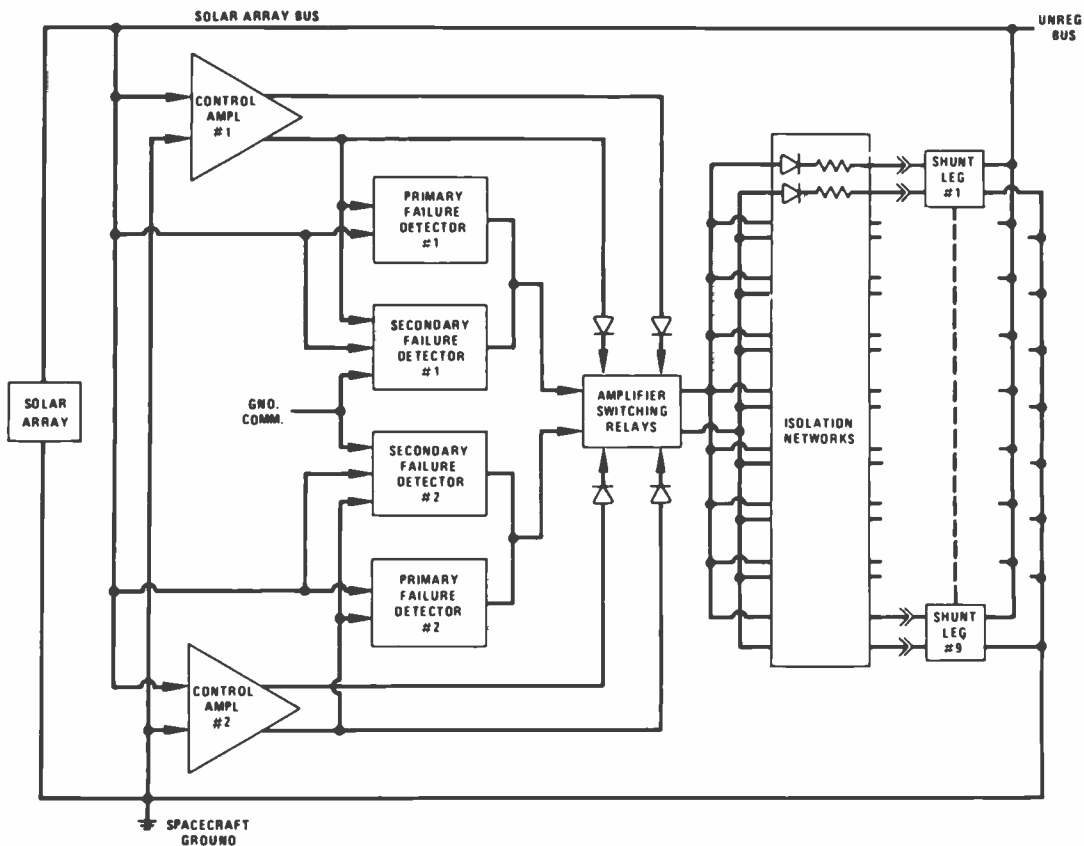 SOLAR ARRAY BUS
UNREG
BUS
CONTROL
AMPL
#1
PRIMARY
FAILURE
DETECTOR
#1
SHUNT
LEG
#1
SECONDARY
FAILURE
DETECTOR
#1
SOLAR
ARRAY
GND.
COMM.
AMPLIFIER
SWITCHING
RELAYS
ISOLATION
NETWORKS
SECONDARY
FAILURE
DETECTOR
#2
PRIMARY
FAILURE
DETECTOR
#2
SHUNT
LEG
#9
CONTROL
AMPL
#2
SPACECRAFT
GROUND